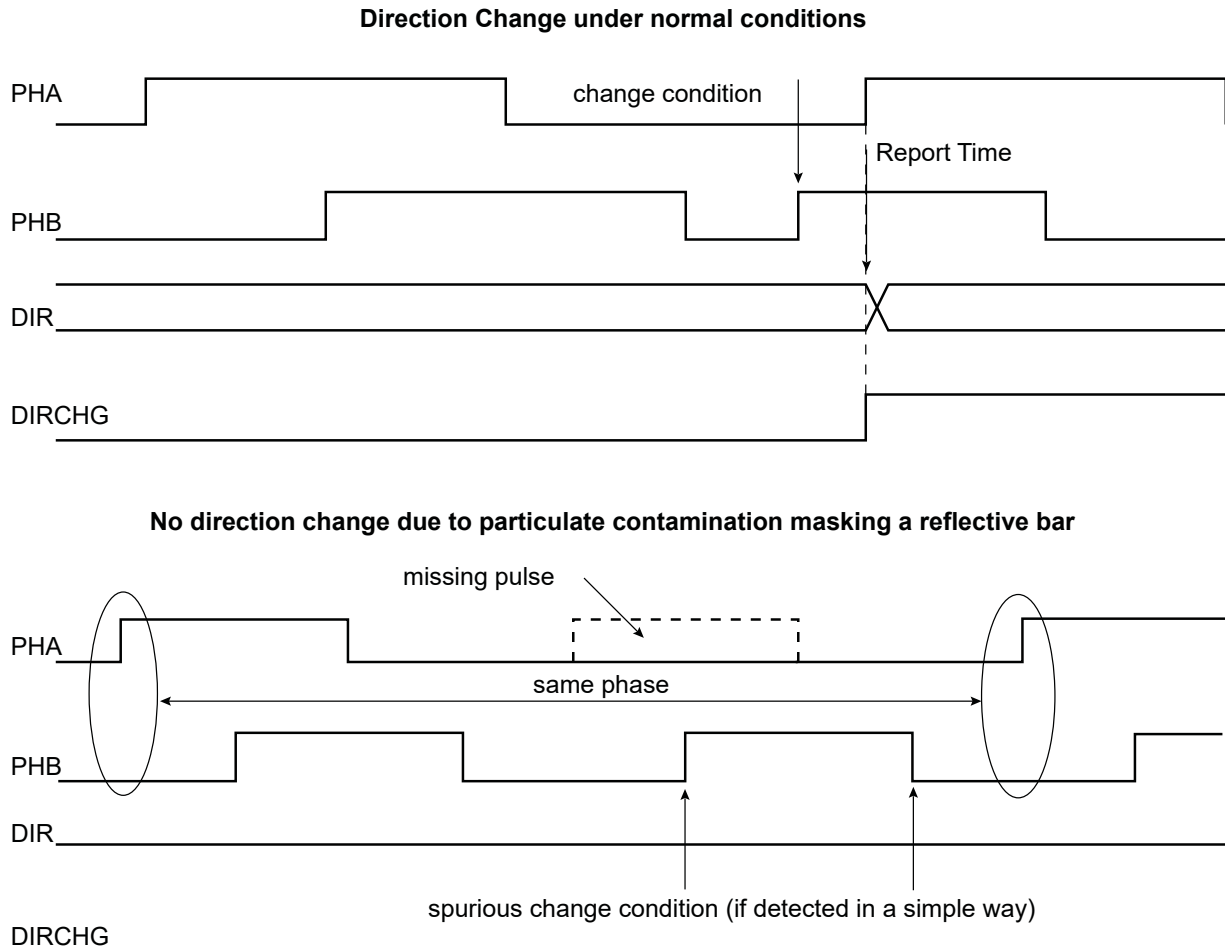 Direction Change under normal conditions
PHA
change condition
Report Time
PHB
DIR
DIRCHG
No direction change due to particulate contamination masking a reflective bar
missing pulse
PHA
same phase
PHB
DIR
spurious change condition (if detected in a simple way)
DIRCHG